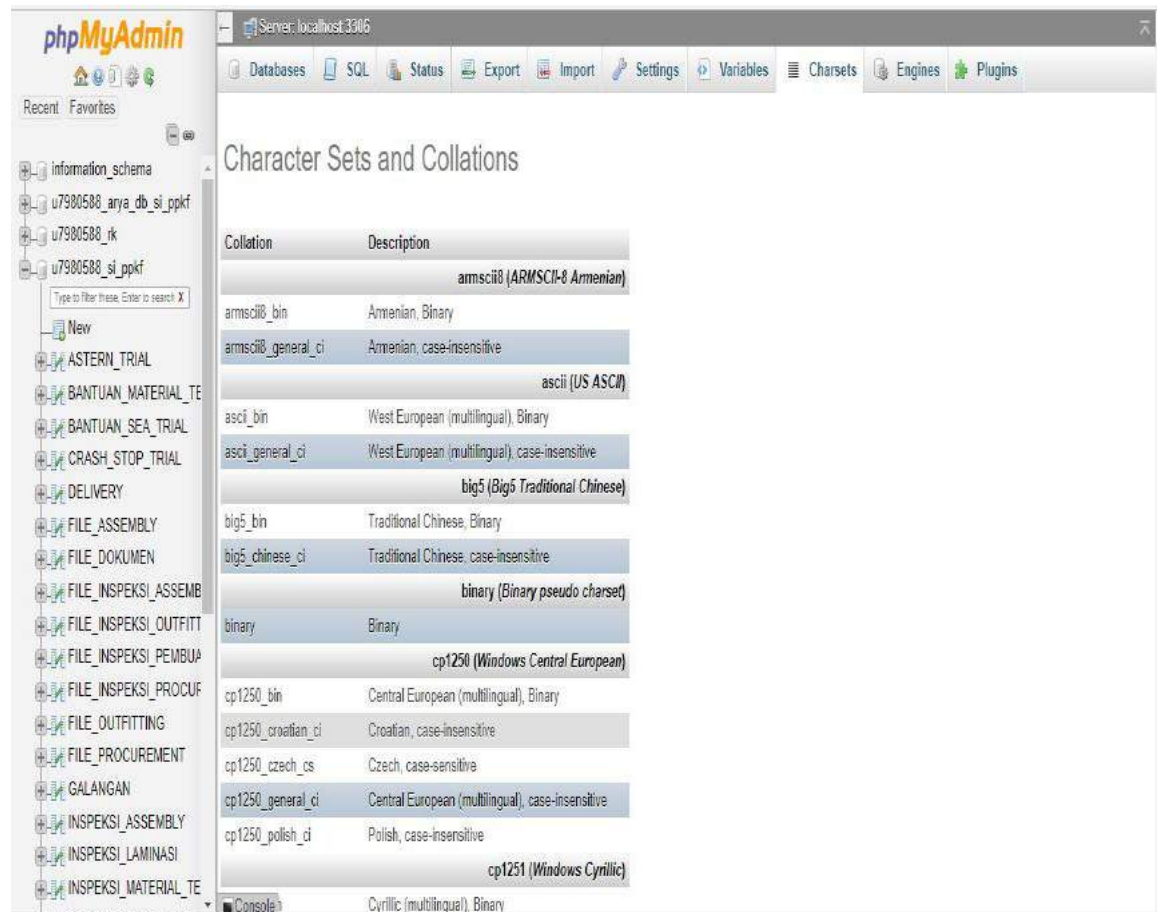 phpMyAdmin
Recent Favorites
information_schema
u7980588_arya_db_si_ppkf
u7980588_rk
u7980588_si_ppkf
Type to filter these, Enter to search X
New
ASTERN_TRIAL
BANTUAN_MATERIAL_TE
BANTUAN_SEA_TRIAL
CRASH_STOP_TRIAL
DELIVERY
FILE_ASSEMBLY
FILE_DOKUMEN
FILE_INSPEKSI_ASSEMB
FILE_INSPEKSI_OUTFITT
FILE_INSPEKSI_PEMBUA
FILE_INSPEKSI_PROCUR
FILE_OUTFITTING
FILE_PROCUREMENT
GALANGAN
INSPEKSI_ASSEMBLY
INSPEKSI_LAMINASI
INSPEKSI_MATERIAL_TE
Server: localhost:3306
Databases SQL Status Export Import Settings Variables Charsets Engines Plugins
Character Sets and Collations
Collation Description
armscii8 (ARMSCII-8 Armenian)
armscii8_bin Armenian, Binary
armscii8_general_ci Armenian, case-insensitive
ascii (US ASCII)
ascii_bin West European (multilingual), Binary
ascii_general_ci West European (multilingual), case-insensitive
big5 (Big5 Traditional Chinese)
big5_bin Traditional Chinese, Binary
big5_chinese_ci Traditional Chinese, case-insensitive
binary (Binary pseudo charset)
binary Binary
cp1250 (Windows Central European)
cp1250_bin Central European (multilingual), Binary
cp1250_croatian_ci Croatian, case-insensitive
cp1250_czech_cs Czech, case-sensitive
cp1250_general_ci Central European (multilingual), case-insensitive
cp1250_polish_ci Polish, case-insensitive
cp1251 (Windows Cyrillic)
Console Cyrillic (multilingual), Binary